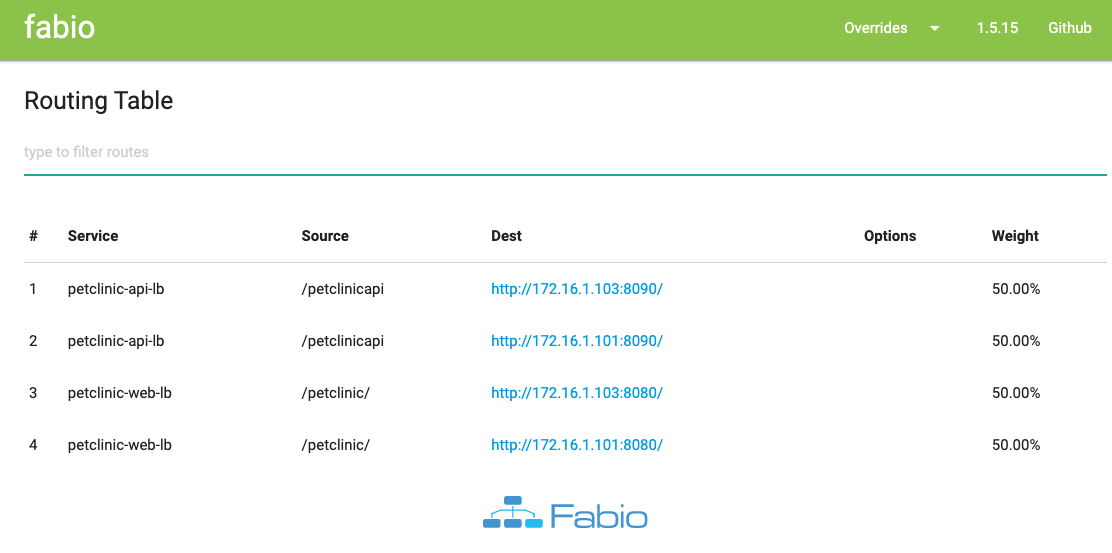 fabio Overrides 1.5.15 Github
Routing Table
type to filter routes
# Service Source Dest Options Weight
1 petclinic-api-lb /petclinicapi http://172.16.1.103:8090/ 50.00%
2 petclinic-api-lb /petclinicapi http://172.16.1.101:8090/ 50.00%
3 petclinic-web-lb /petclinic/ http://172.16.1.103:8080/ 50.00%
4 petclinic-web-lb /petclinic/ http://172.16.1.101:8080/ 50.00%
Fabio